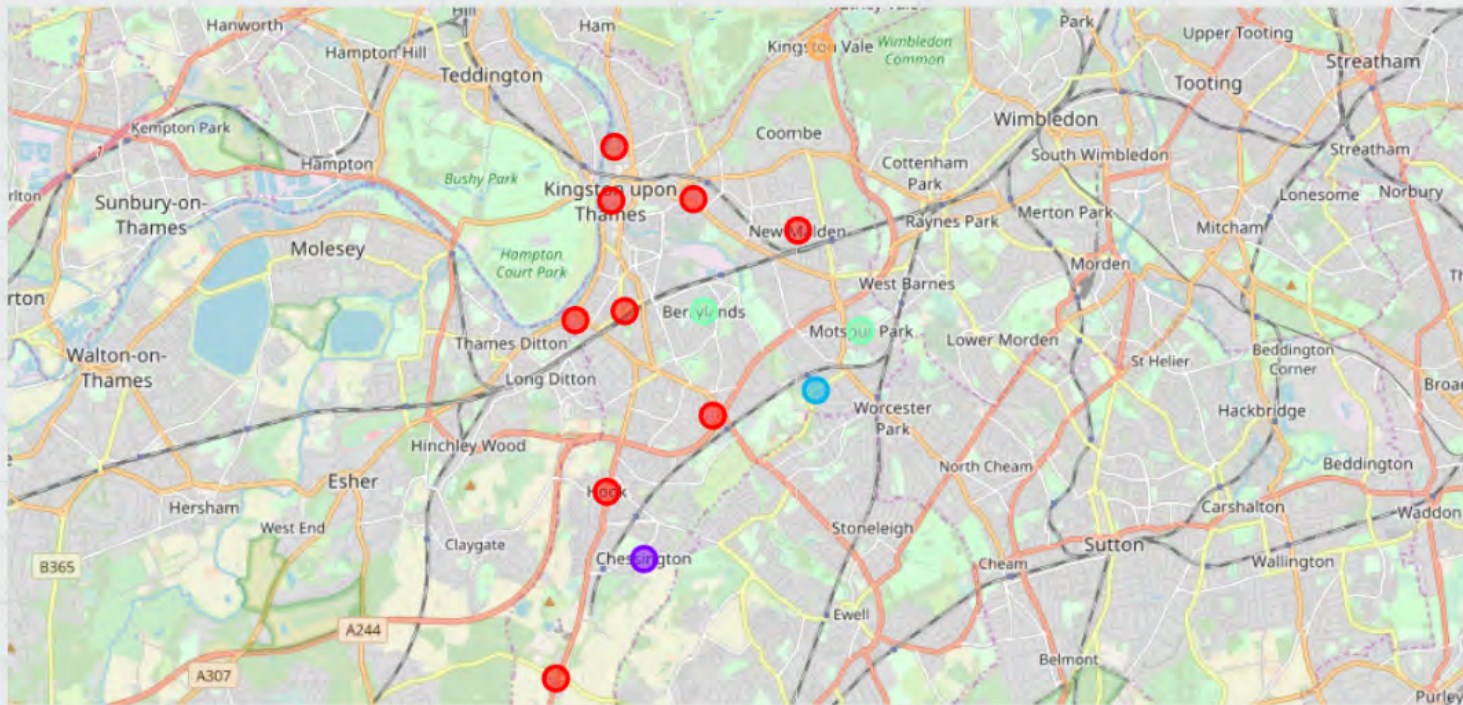 Hill
Hanworth
Ham
Kingston Vale
Wimbledon
Common
Park
Upper Tooting
Hampton Hill
Teddington
Streatham
Tooting
Kempton Park
Hampton
Coombe
Wimbledon
Cottenham
Park
South Wimbledon
Streatham
Bushy Park
Kingston upon
Thames
Sunbury-on-
Thames
Lonesome
Norbury
Merton Park
Raynes Park
Mitcham
New Malden
Molesey
Hampton
Court Park
Morden
West Barnes
Berrylands
Motspur Park
Thames Ditton
Lower Morden
St Helier
Beddington
Corner
Walton-on-
Thames
Long Ditton
Worcester
Park
Hackbridge
Hinchley Wood
North Cheam
Beddington
Esher
Hook
Hersham
West End
Carshalton
Waddon
Stoneleigh
Claygate
Chessington
Sutton
Cheam
Wallington
B365
Ewell
A244
A307
Belmont
Purley